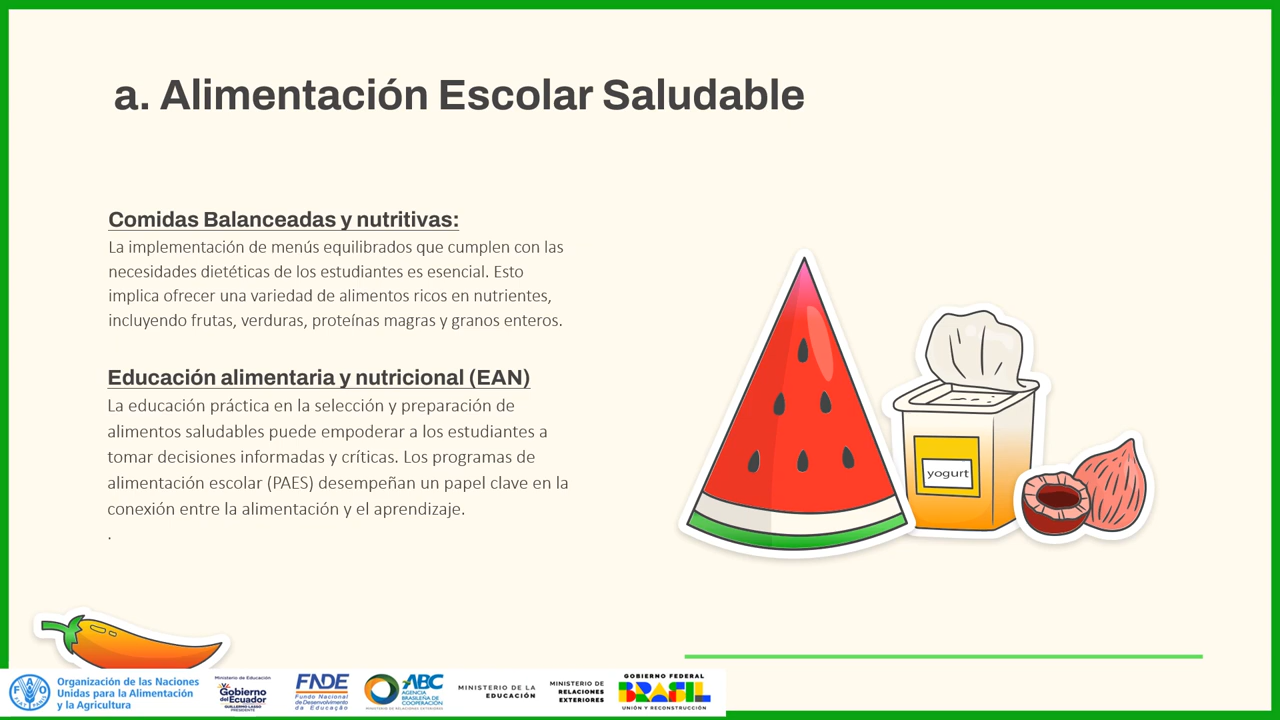 a. Alimentación Escolar Saludable
Comidas Balanceadas y nutritivas:
La implementación de menús equilibrados que cumplen con las
necesidades dietéticas de los estudiantes es esencial. Esto
implica ofrecer una variedad de alimentos ricos en nutrientes,
incluyendo frutas, verduras, proteínas magras y granos enteros.
Educación alimentaria y nutricional (EAN)
La educación práctica en la selección y preparación de
alimentos saludables puede empoderar a los estudiantes a
tomar decisiones informadas y críticas. Los programas de
alimentación escolar (PAES) desempeñan un papel clave en la
conexión entre la alimentación y el aprendizaje.
.
yogurt
FAO
FIAT PANIS
Organización de las Naciones
Unidas para la Alimentación
y la Agricultura
Ministerio de Educación
Gobierno
del Ecuador
GUILLERMO LASSO
PRESIDENTE
FNDE
Fundo Nacional
de Desenvolvimento
da Educação
ABC
AGÊNCIA
BRASILEIRA DE
COOPERAÇÃO
MINISTÉRIO DAS RELAÇÕES EXTERIORES
MINISTERIO DE LA
EDUCACIÓN
MINISTERIO DE
RELACIONES
EXTERIORES
GOBIERNO FEDERAL
BRASIL
UNIÓN Y RECONSTRUCCIÓN